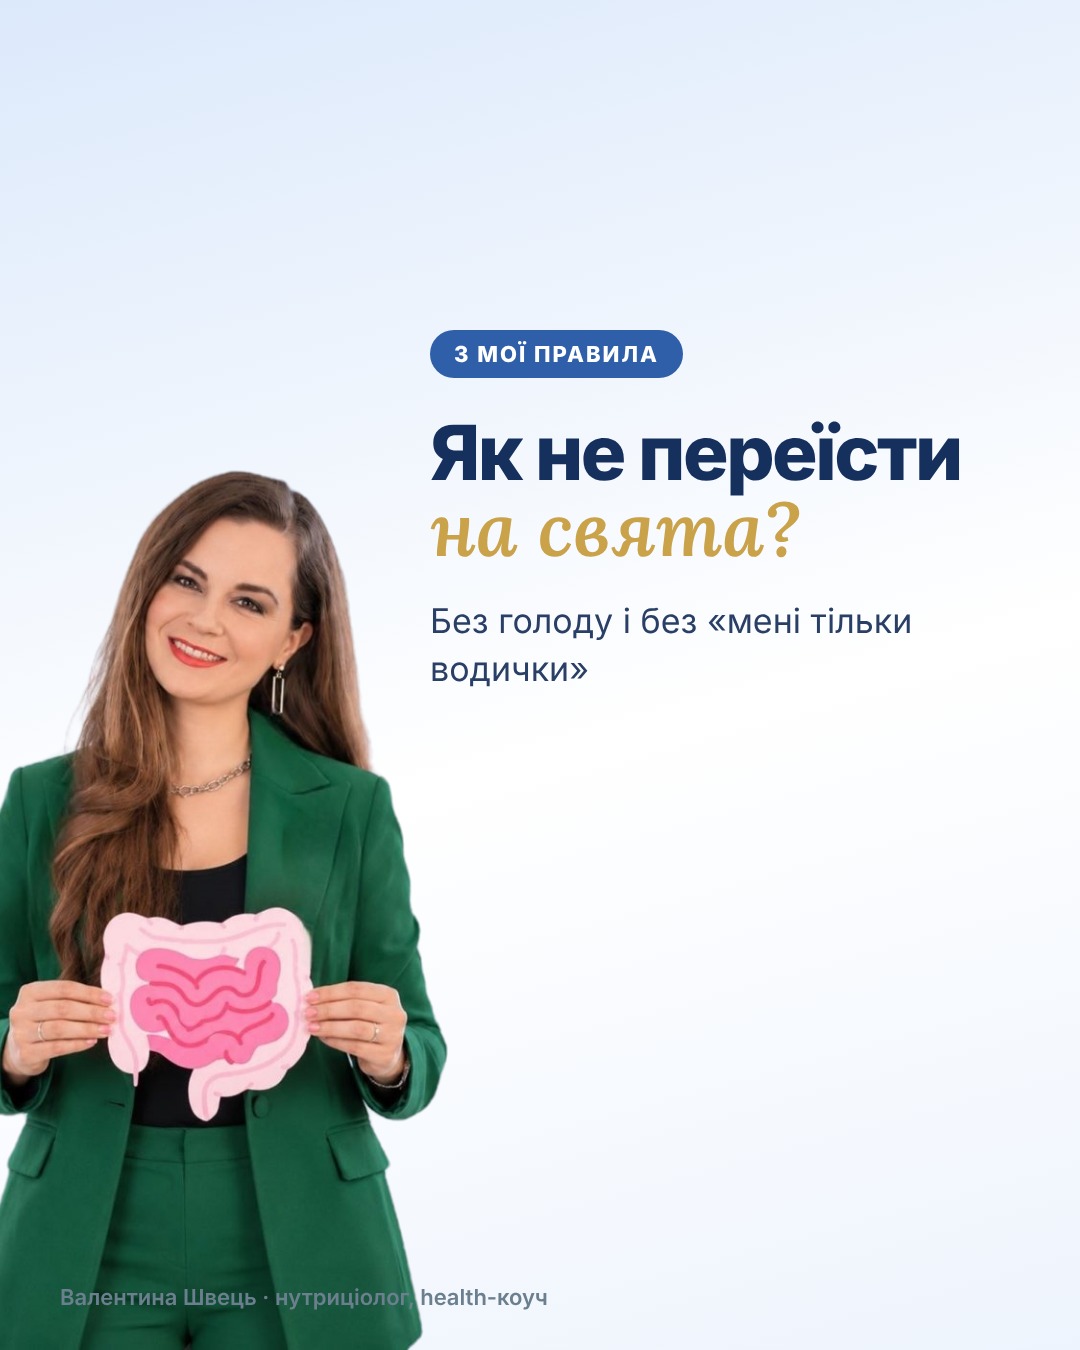 3 МОЇ ПРАВИЛА
Як не переїсти
на свята?
Без голоду і без «мені тільки
водички»
Валентина Швець · нутриціолог, health-коуч